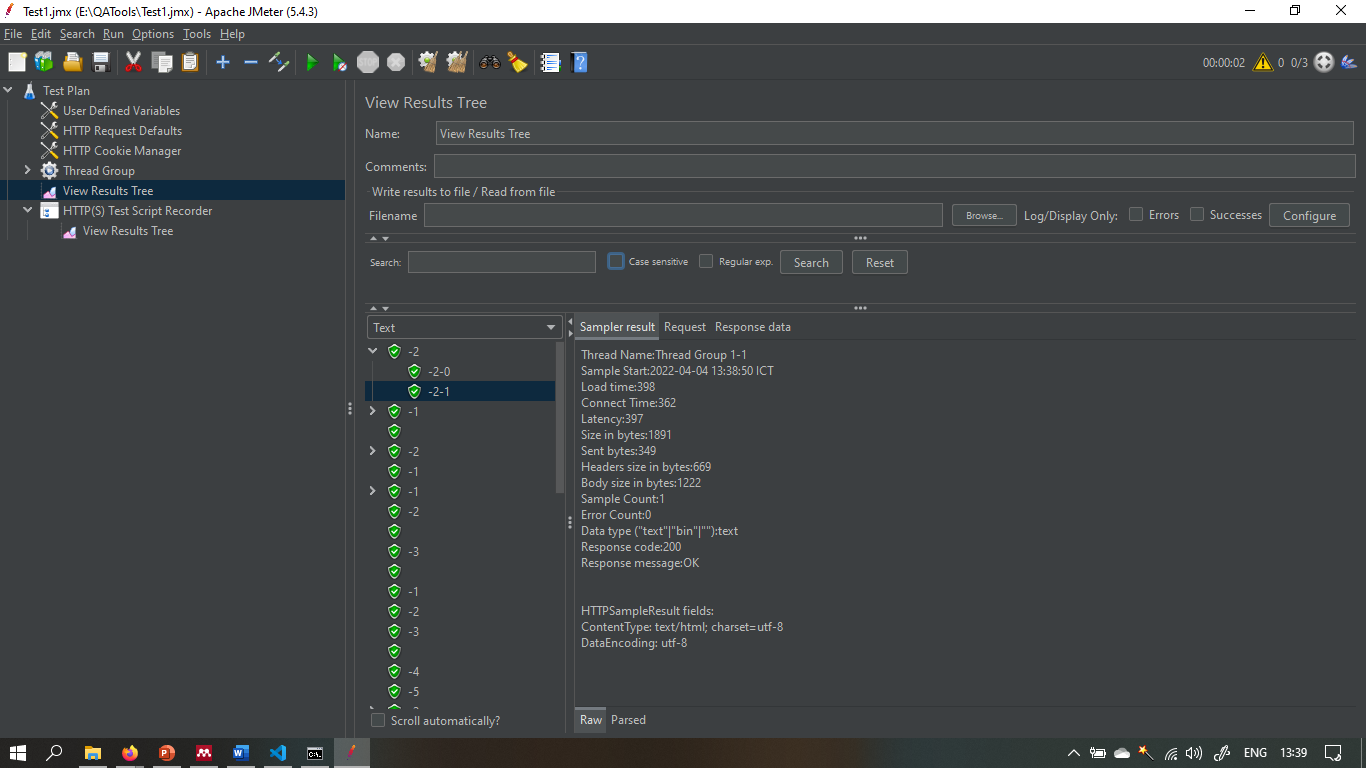 Test1.jmx (E:\QATools\Test1.jmx) - Apache JMeter (5.4.3)
File Edit Search Run Options Tools Help
STOP
00:00:02 0 0/3
Test Plan
User Defined Variables
HTTP Request Defaults
HTTP Cookie Manager
Thread Group
View Results Tree
HTTP(S) Test Script Recorder
View Results Tree
View Results Tree
Name: View Results Tree
Comments:
Write results to file / Read from file
Filename Browse... Log/Display Only: Errors Successes Configure
Search: Case sensitive Regular exp. Search Reset
Text
-2
-2-0
-2-1
-1
-2
-1
-1
-2
-3
-1
-2
-3
-4
-5
Scroll automatically?
Sampler result Request Response data
Thread Name:Thread Group 1-1
Sample Start:2022-04-04 13:38:50 ICT
Load time:398
Connect Time:362
Latency:397
Size in bytes:1891
Sent bytes:349
Headers size in bytes:669
Body size in bytes:1222
Sample Count:1
Error Count:0
Data type ("text"|"bin"|""):text
Response code:200
Response message:OK
HTTPSampleResult fields:
ContentType: text/html; charset=utf-8
DataEncoding: utf-8
Raw Parsed
ENG 13:39